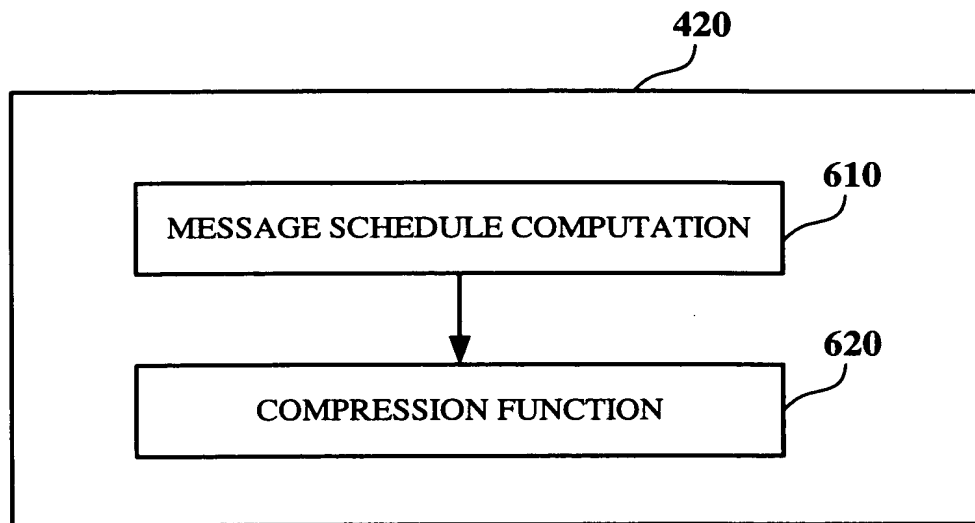 420
610
MESSAGE SCHEDULE COMPUTATION
620
COMPRESSION FUNCTION